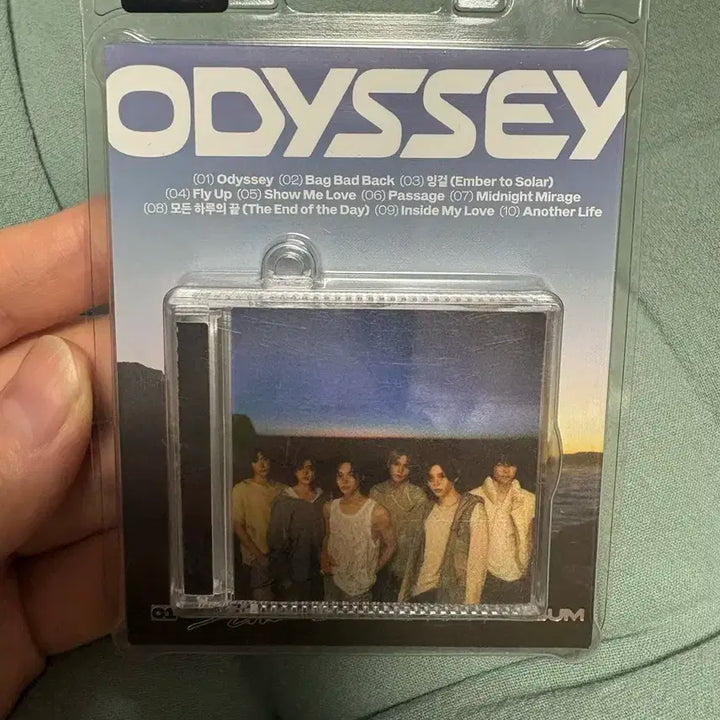 ODYSSEY
(01) Odyssey (02) Bag Bad Back (03) 잉걸 (Ember to Solar)
(04) Fly Up (05) Show Me Love (06) Passage (07) Midnight Mirage
(08) 모든 하루의 끝 (The End of the Day) (09) Inside My Love (10) Another Life